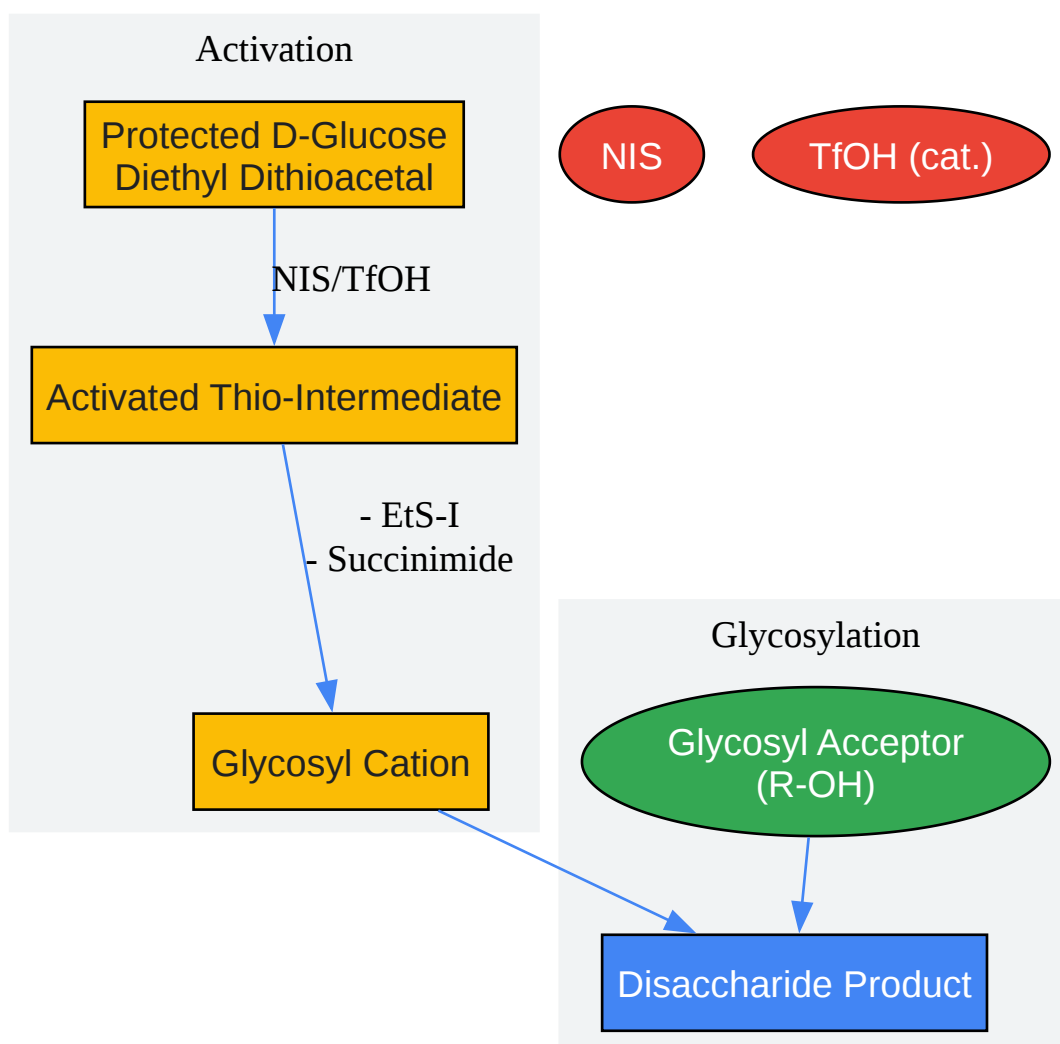 Activation
Protected D-Glucose
Diethyl Dithioacetal
NIS
TfOH (cat.)
NIS/TfOH
Activated Thio-Intermediate
- EtS-I
- Succinimide
Glycosylation
Glycosyl Cation
Glycosyl Acceptor
(R-OH)
Disaccharide Product